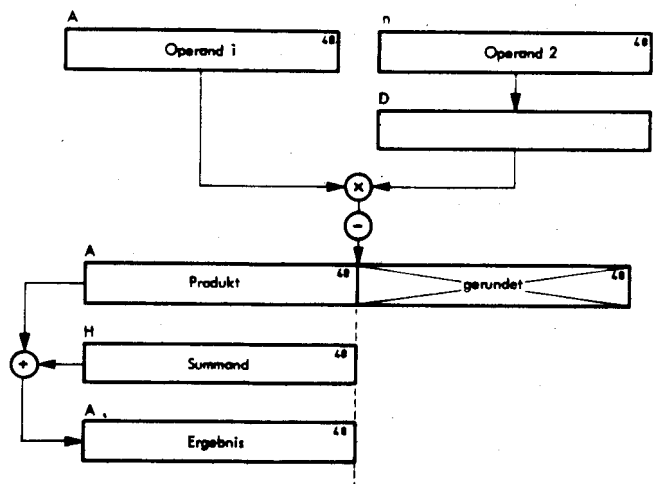 A
n
Operand 1 48
Operand 2 48
D
×
−
A
Produkt 48
gerundet 48
H
+
Summand 48
A
Ergebnis 48